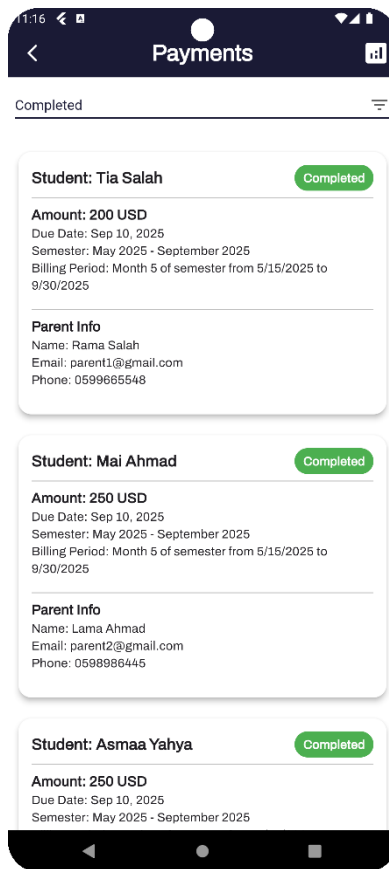 11:16
Payments
Completed
Student: Tia Salah
Completed
Amount: 200 USD
Due Date: Sep 10, 2025
Semester: May 2025 - September 2025
Billing Period: Month 5 of semester from 5/15/2025 to
9/30/2025
Parent Info
Name: Rama Salah
Email: parent1@gmail.com
Phone: 0599665548
Student: Mai Ahmad
Completed
Amount: 250 USD
Due Date: Sep 10, 2025
Semester: May 2025 - September 2025
Billing Period: Month 5 of semester from 5/15/2025 to
9/30/2025
Parent Info
Name: Lama Ahmad
Email: parent2@gmail.com
Phone: 0598986445
Student: Asmaa Yahya
Completed
Amount: 250 USD
Due Date: Sep 10, 2025
Semester: May 2025 - September 2025